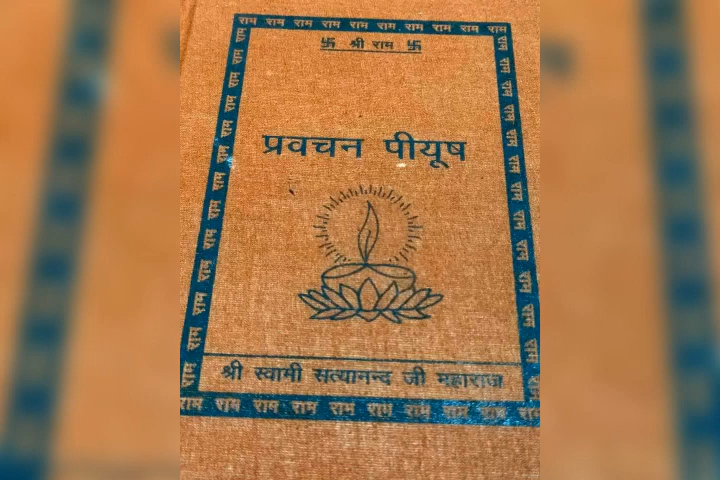 राम राम राम राम राम राम राम राम राम राम
卐 श्री राम 卐
प्रवचन पीयूष
श्री स्वामी सत्यानन्द जी महाराज
राम राम राम राम राम राम राम राम राम